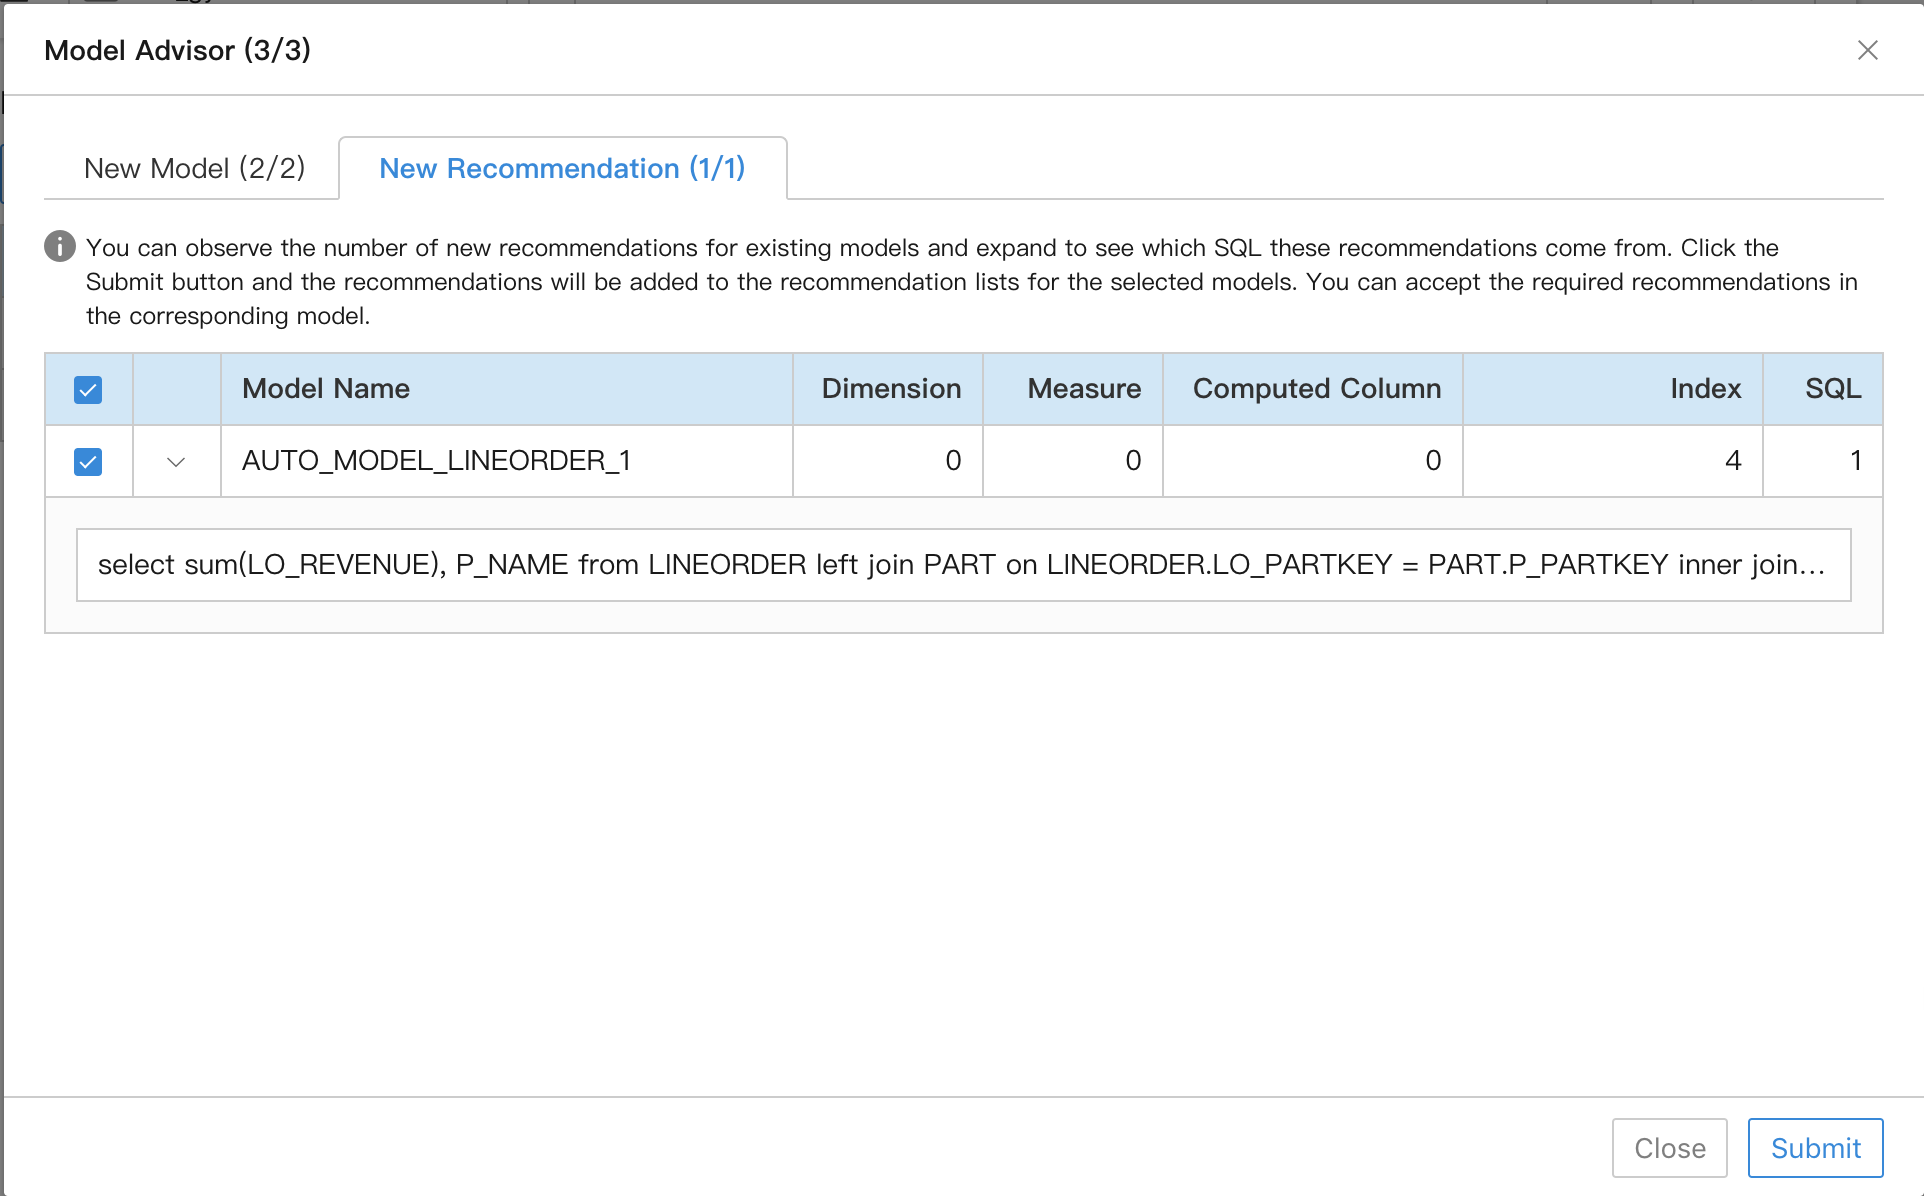 Model Advisor (3/3)
New Model (2/2)
New Recommendation (1/1)
You can observe the number of new recommendations for existing models and expand to see which SQL these recommendations come from. Click the
Submit button and the recommendations will be added to the recommendation lists for the selected models. You can accept the required recommendations in
the corresponding model.
Model Name Dimension Measure Computed Column Index SQL
AUTO_MODEL_LINEORDER_1 0 0 0 4 1
select sum(LO_REVENUE), P_NAME from LINEORDER left join PART on LINEORDER.LO_PARTKEY = PART.P_PARTKEY inner join...
Close Submit